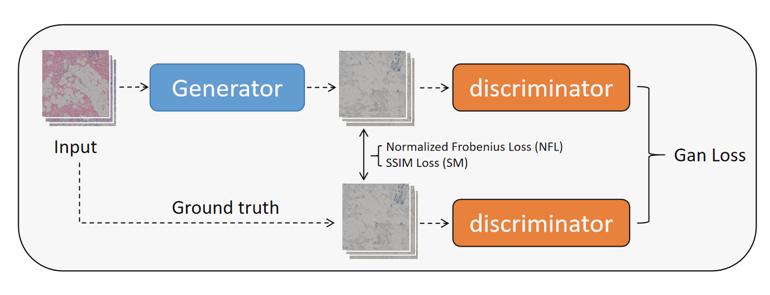 Generator
discriminator
Input
Normalized Frobenius Loss (NFL)
SSIM Loss (SM)
Gan Loss
Ground truth
discriminator